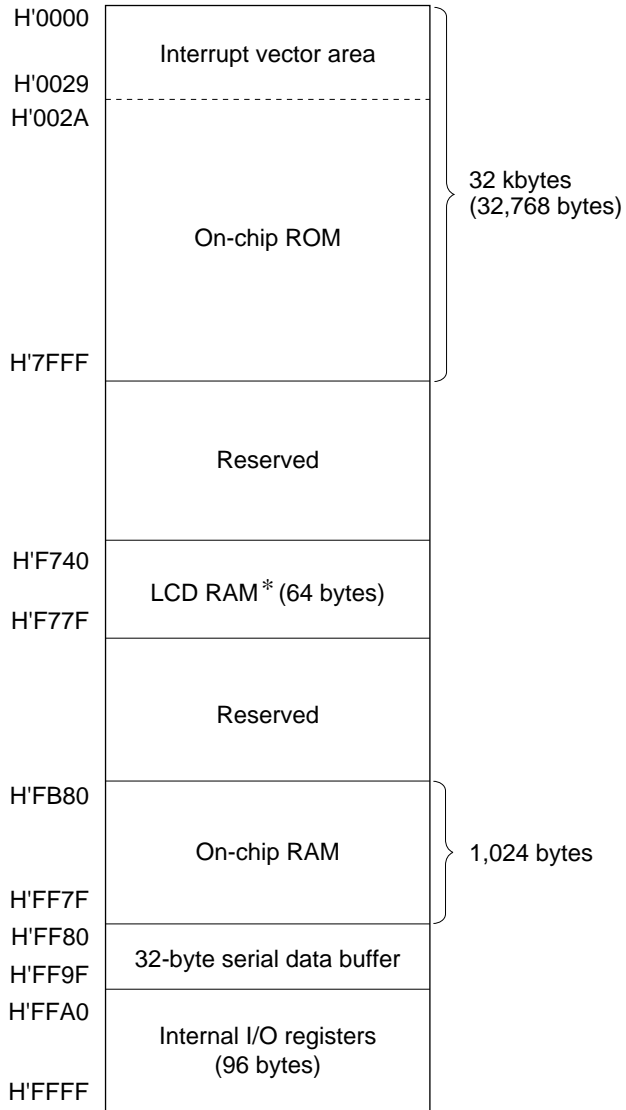 H'0000
Interrupt vector area
H'0029
H'002A
32 kbytes
(32,768 bytes)
On-chip ROM
H'7FFF
Reserved
H'F740
LCD RAM* (64 bytes)
H'F77F
Reserved
H'FB80
On-chip RAM
1,024 bytes
H'FF7F
H'FF80
32-byte serial data buffer
H'FF9F
H'FFA0
Internal I/O registers
(96 bytes)
H'FFFF